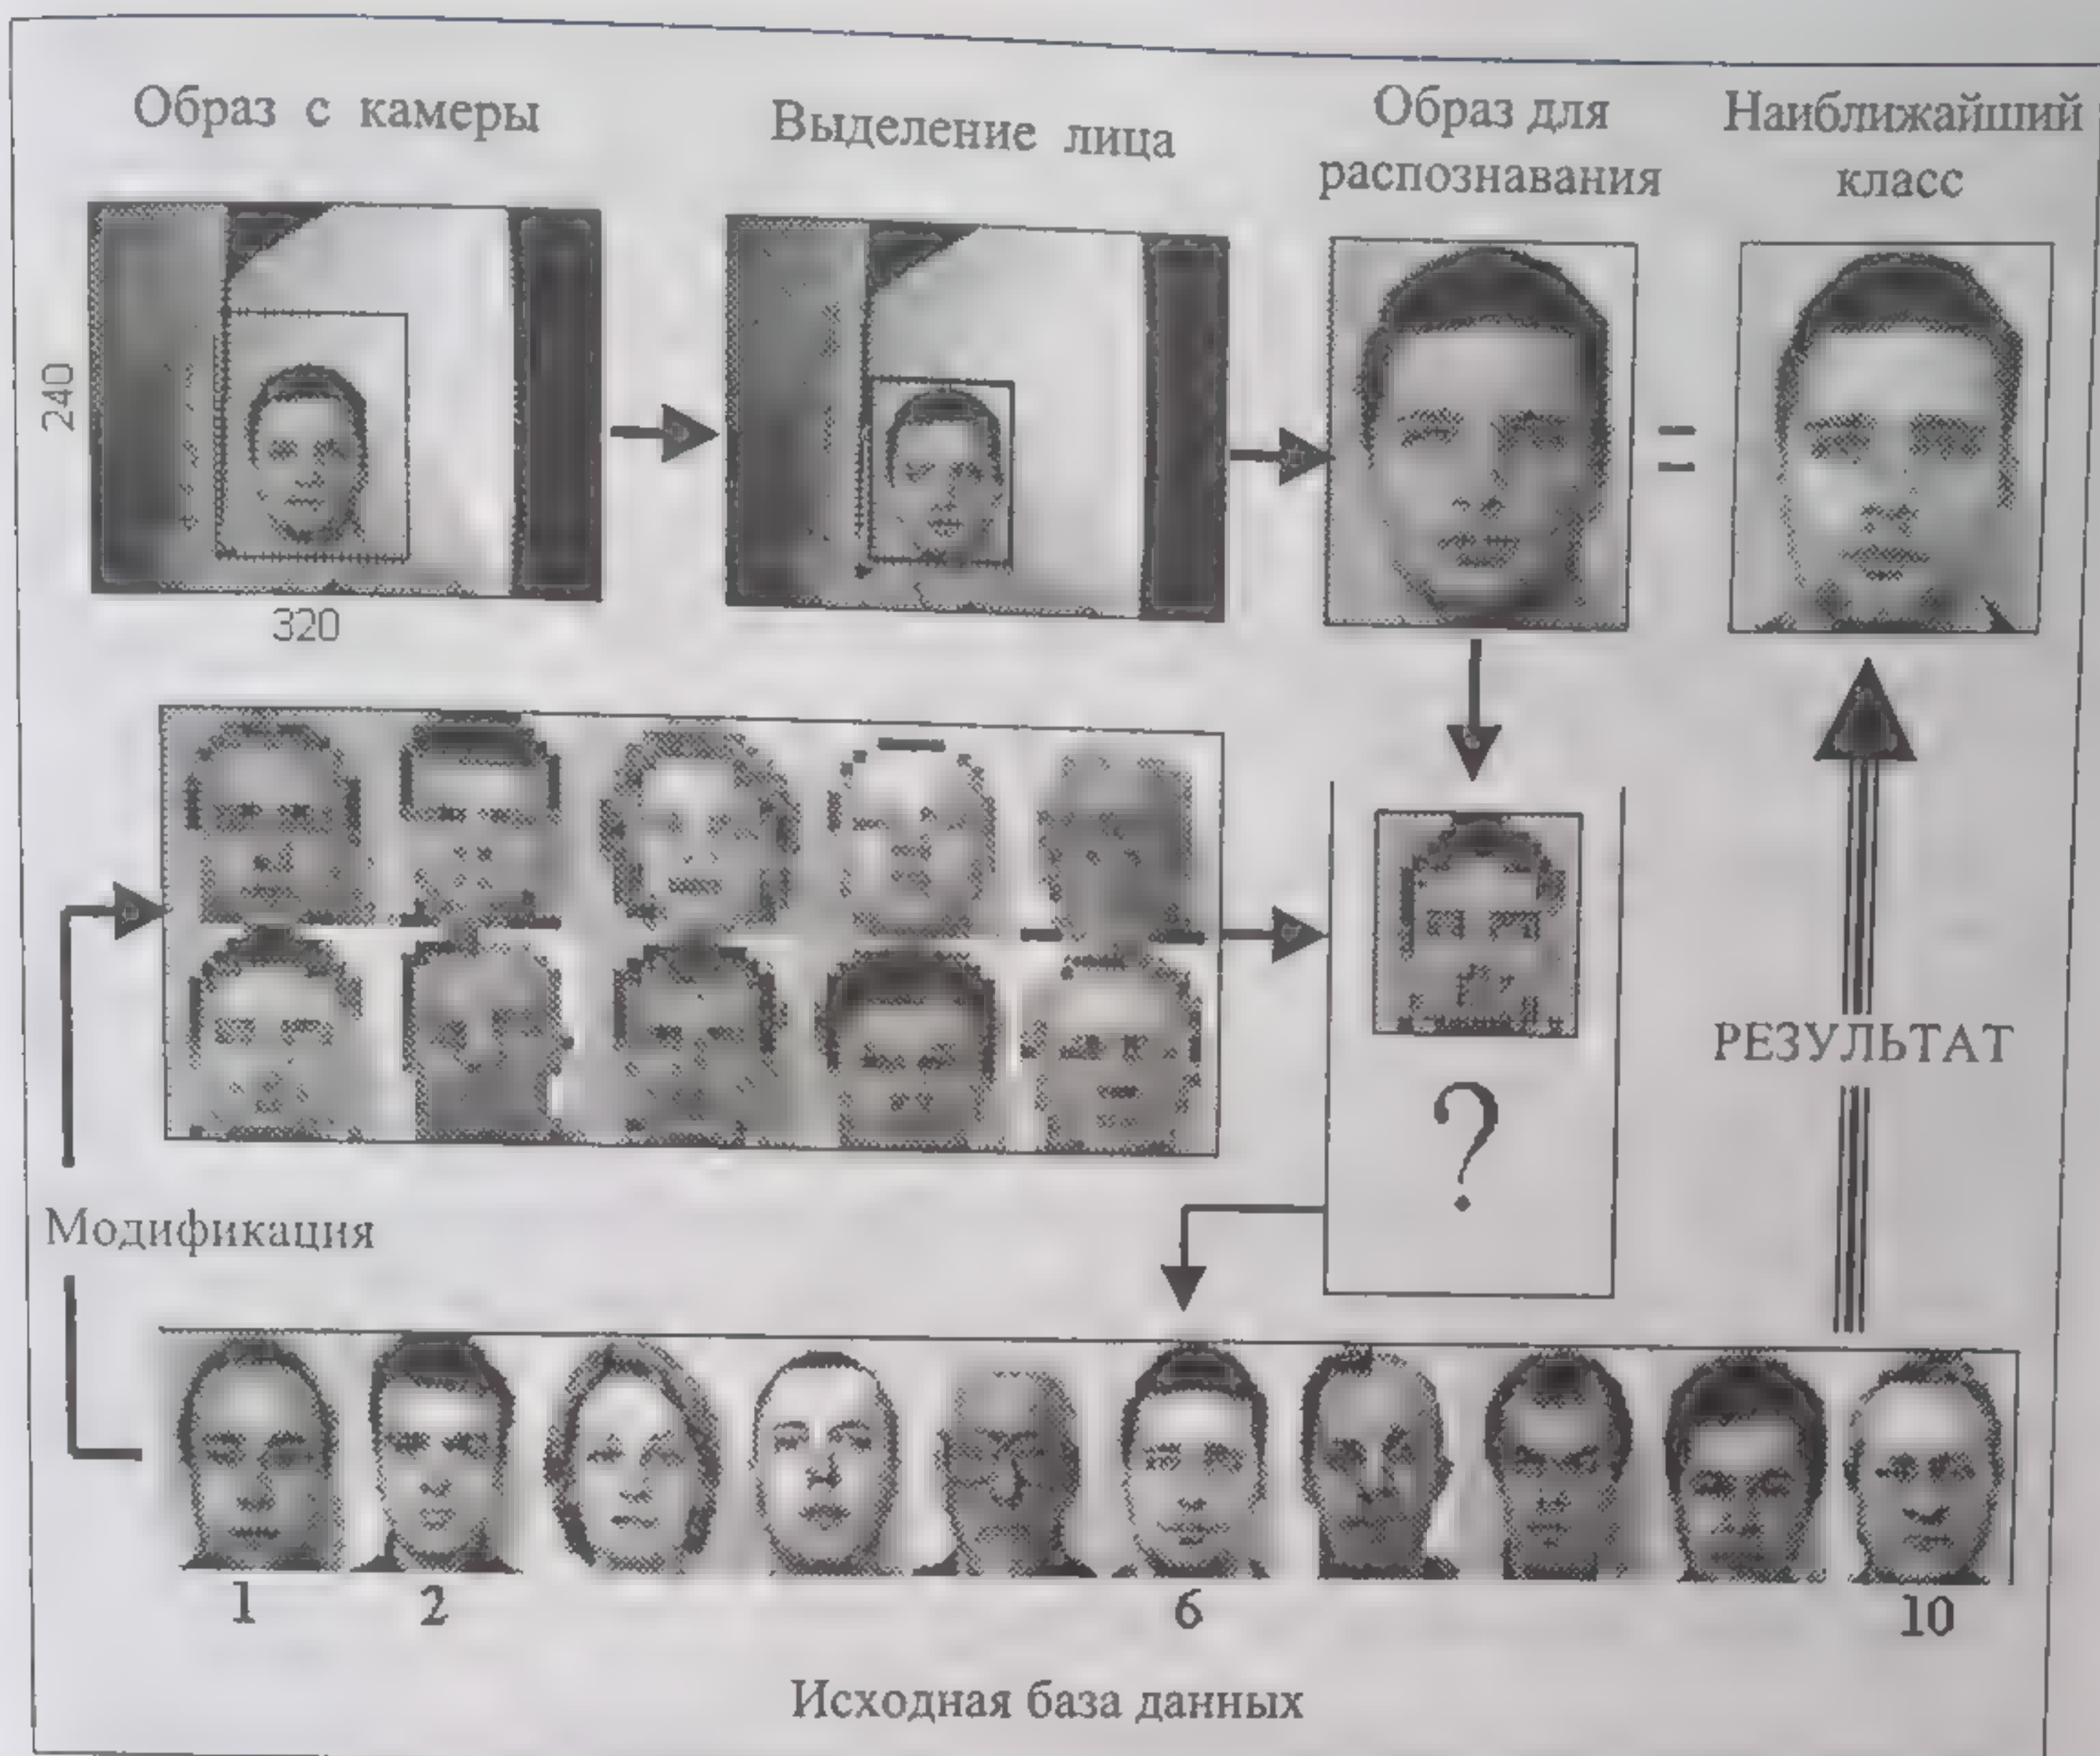 Образ с камеры
Выделение лица
Образ для
распознавания
Наиближайший
класс
240
320
=
?
РЕЗУЛЬТАТ
Модификация
1 2 6 10
Исходная база данных